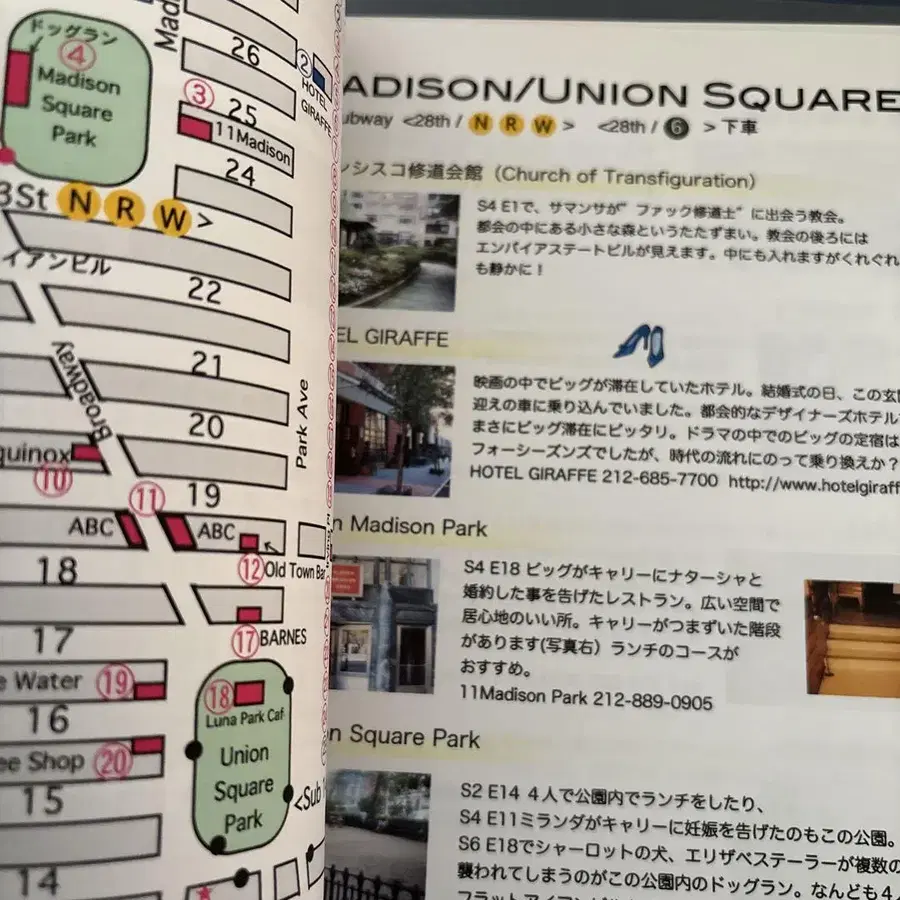 ドッグラン
④
Madison
Square
Park
26
②
HOTEL
GIRAFFE
③
25
11Madison
24
3St N R W >
イアンビル
22
21
Broadway
20
Park Ave
quinox
⑩
⑪
19
ABC
ABC
⑫Old Town Bar
18
17
⑰BARNES
e Water ⑲
⑱
Luna Park Caf
16
Union
Square
Park
ee Shop ⑳
15
<Sub
14
ADISON/UNION SQUARE
ubway <28th / N R W > <28th / 6 > 下車
ンシスコ修道会館（Church of Transfiguration）
S4 E1で、サマンサが“ ファック修道士” に出会う教会。
都会の中にある小さな森というたたずまい。教会の後ろには
エンパイアステートビルが見えます。中にも入れますがくれぐれ
も静かに！
EL GIRAFFE
映画の中でビッグが滞在していたホテル。結婚式の日、この玄関
迎えの車に乗り込んでいました。都会的なデザイナーズホテル
まさにビッグ滞在にピッタリ。ドラマの中でのビッグの定宿は
フォーシーズンズでしたが、時代の流れにのって乗り換えか？
HOTEL GIRAFFE 212-685-7700 http://www.hotelgiraff
n Madison Park
S4 E18 ビッグがキャリーにナターシャと
婚約した事を告げたレストラン。広い空間で
居心地のいい所。キャリーがつまずいた階段
があります(写真右）ランチのコースが
おすすめ。
11Madison Park 212-889-0905
n Square Park
S2 E14 ４人で公園内でランチをしたり、
S4 E11ミランダがキャリーに妊娠を告げたのもこの公園。
S6 E18でシャーロットの犬、エリザベステーラーが複数の
襲われてしまうのがこの公園内のドッグラン。なんども４人